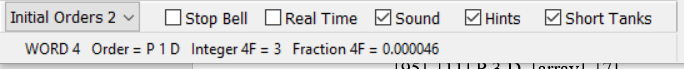 Initial Orders 2 Stop Bell Real Time Sound Hints Short Tanks
WORD 4 Order = P 1 D Integer 4F = 3 Fraction 4F = 0.000046